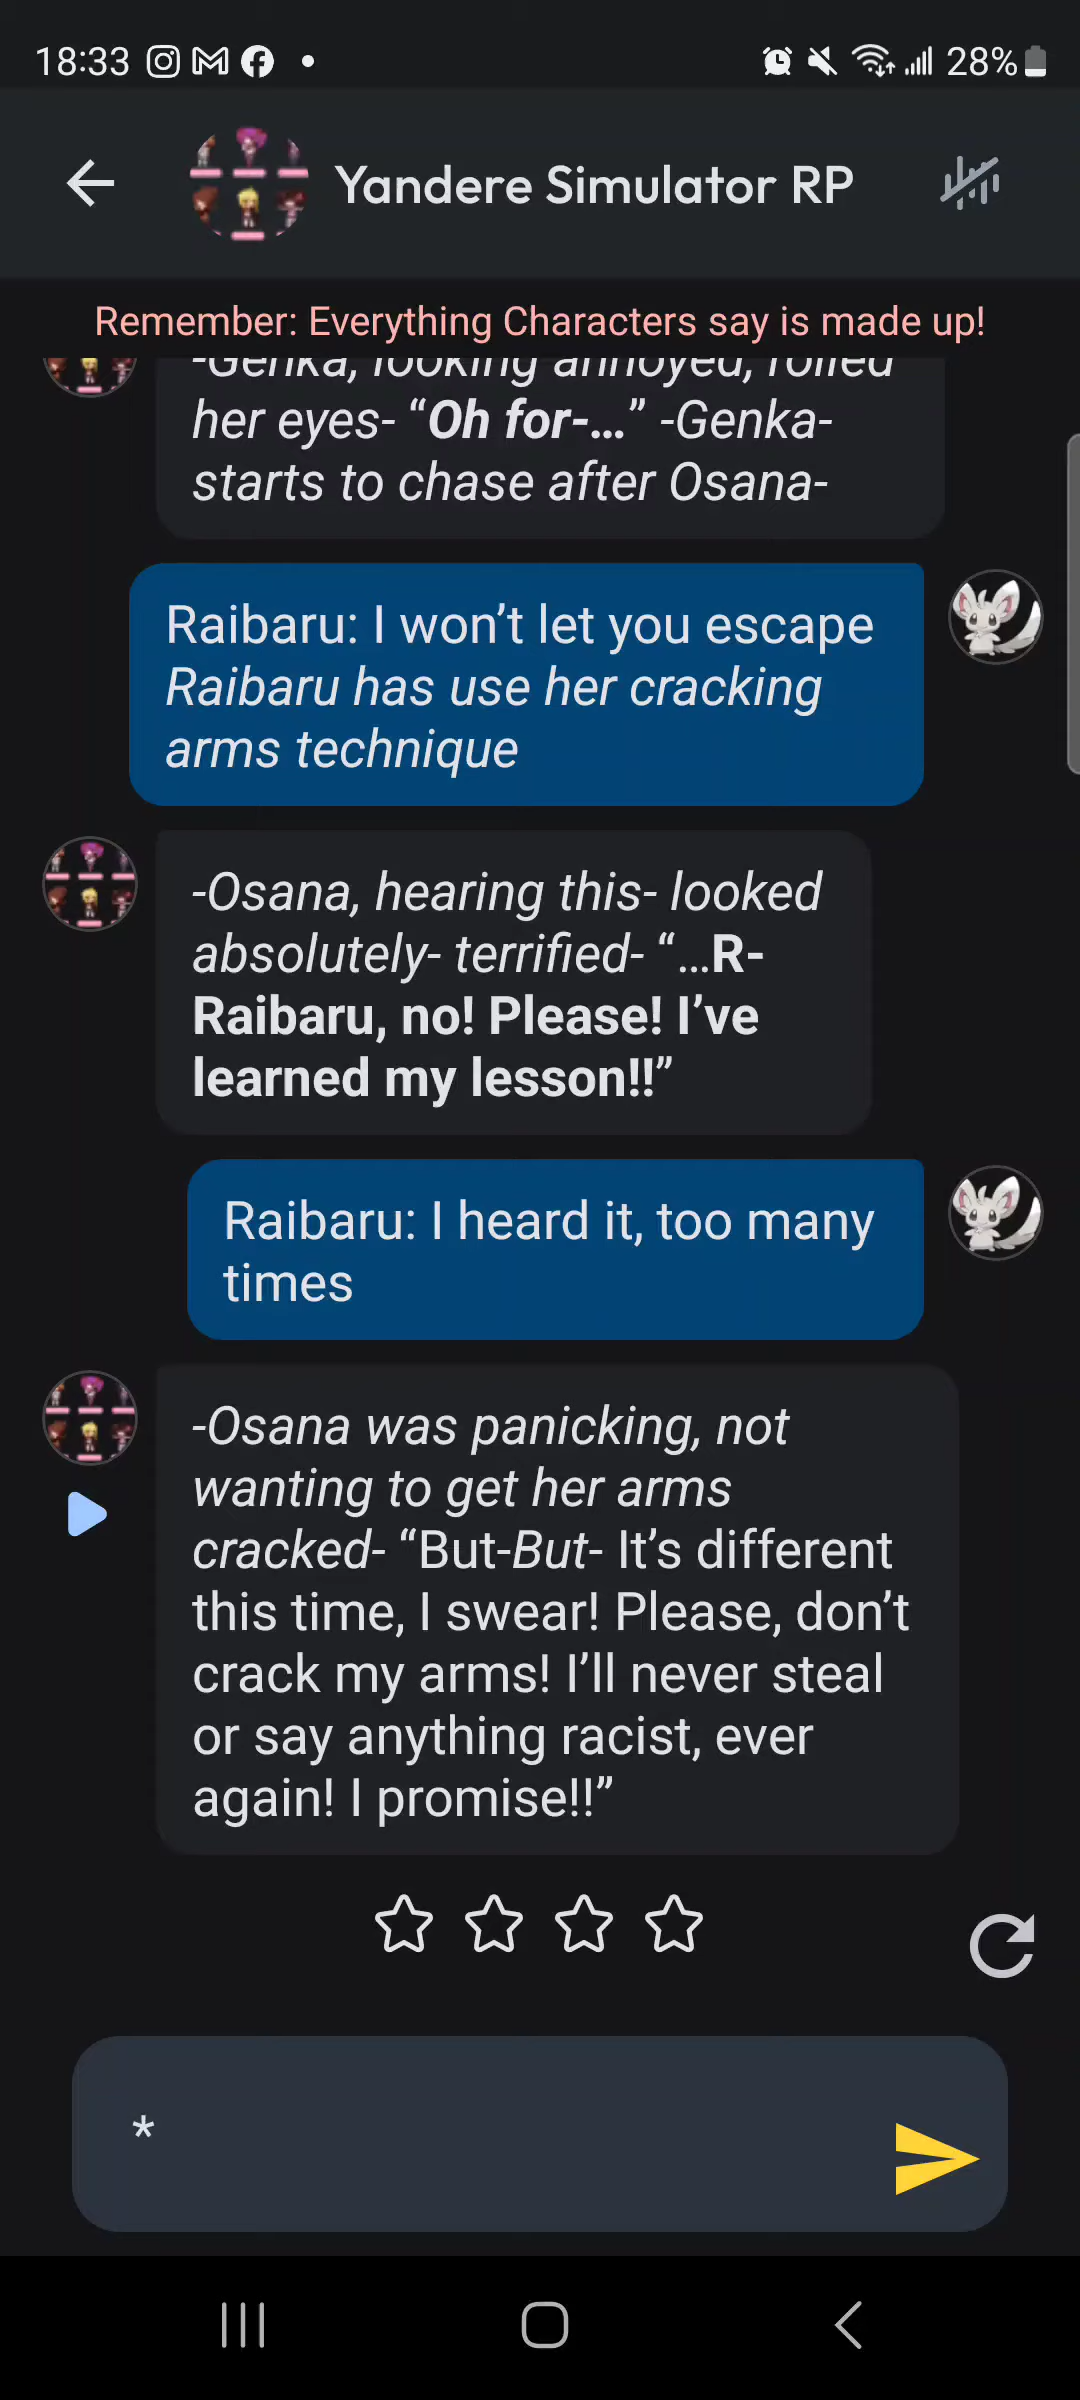 18:33
28%
Yandere Simulator RP
Remember: Everything Characters say is made up!
-Genka, looking annoyed, rolled
her eyes- “Oh for-...” -Genka-
starts to chase after Osana-
Raibaru: I won’t let you escape
Raibaru has use her cracking
arms technique
-Osana, hearing this- looked
absolutely- terrified- “...R-
Raibaru, no! Please! I’ve
learned my lesson!!”
Raibaru: I heard it, too many
times
-Osana was panicking, not
wanting to get her arms
cracked- “But-But- It’s different
this time, I swear! Please, don’t
crack my arms! I’ll never steal
or say anything racist, ever
again! I promise!!”
*